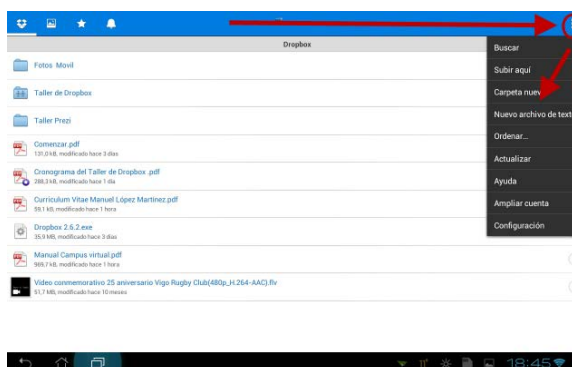 Dropbox
Buscar
Fotos Movil
Subir aquí
Taller de Dropbox
Carpeta nuev
Taller Prezi
Nuevo archivo de text
Ordenar...
Comenzar.pdf
131,0 kB, modificado hace 3 días
Actualizar
Cronograma del Taller de Dropbox .pdf
288,3 kB, modificado hace 1 día
Ayuda
Curriculum Vitae Manuel López Martínez.pdf
98,1 kB, modificado hace 1 hora
Ampliar cuenta
Dropbox 2.6.2.exe
35,9 MB, modificado hace 3 días
Configuración
Manual Campus virtual.pdf
989,7 kB, modificado hace 1 hora
Video conmemorativo 25 aniversario Vigo Rugby Club(480p_H.264-AAC).flv
51,7 MB, modificado hace 10 meses
18:45